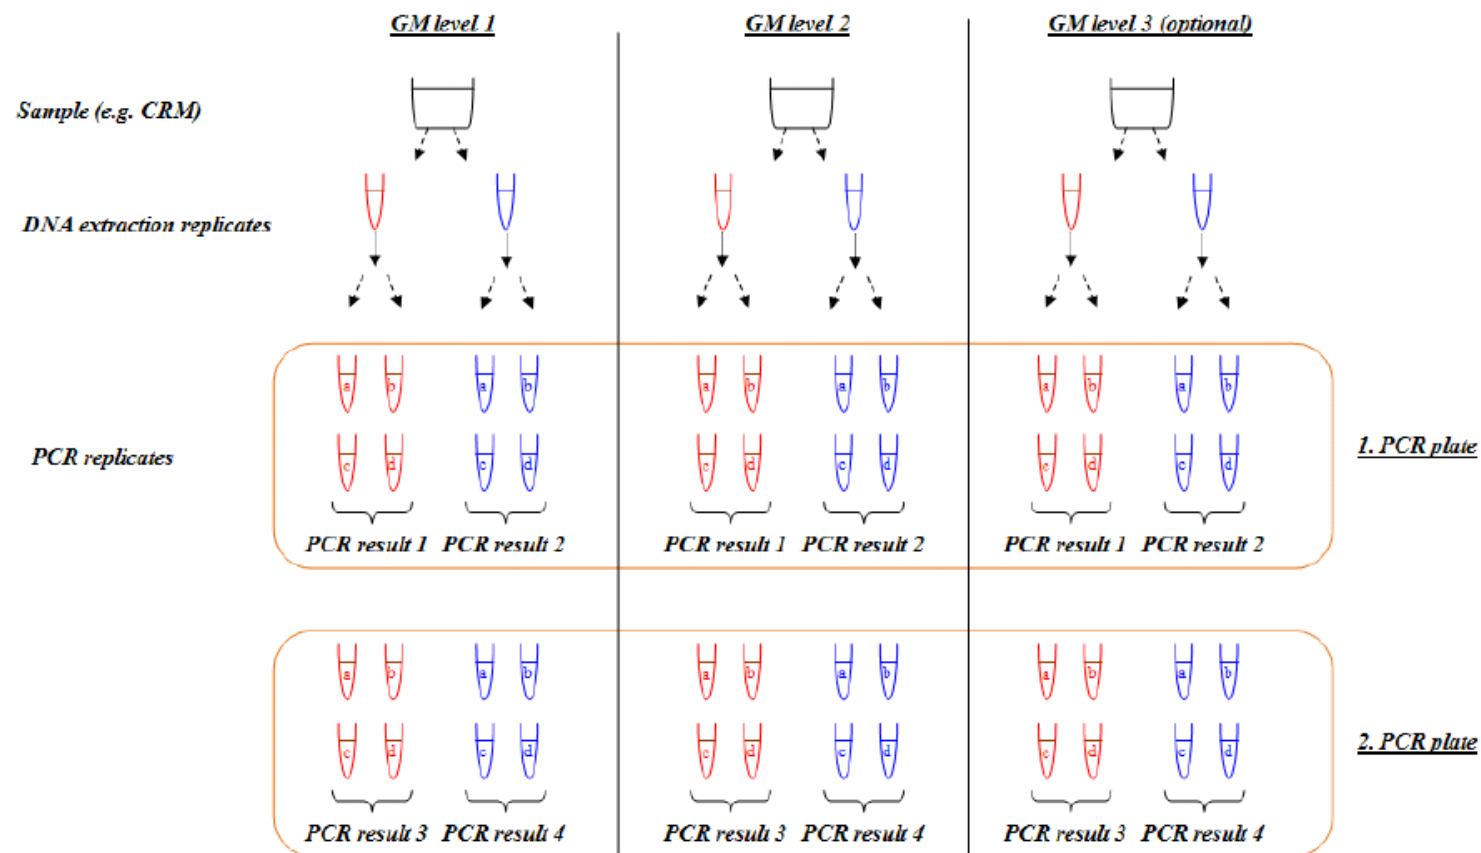 GM level 1 GM level 2 GM level 3 (optional)
Sample (e.g. CRM)
DNA extraction replicates
a b a b a b a b a b a b
PCR replicates
c d c d c d c d c d c d
1. PCR plate
PCR result 1 PCR result 2 PCR result 1 PCR result 2 PCR result 1 PCR result 2
a b a b a b a b a b a b
c d c d c d c d c d c d
2. PCR plate
PCR result 3 PCR result 4 PCR result 3 PCR result 4 PCR result 3 PCR result 4